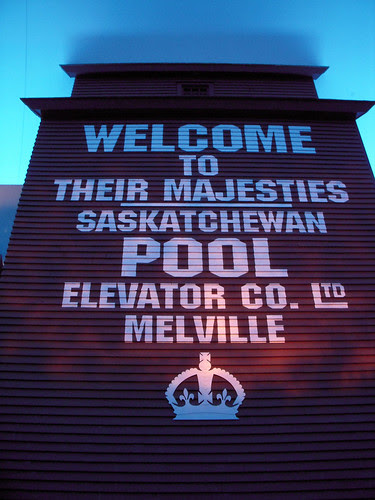 WELCOME
TO
THEIR MAJESTIES
SASKATCHEWAN
POOL
ELEVATOR CO. LTD
MELVILLE